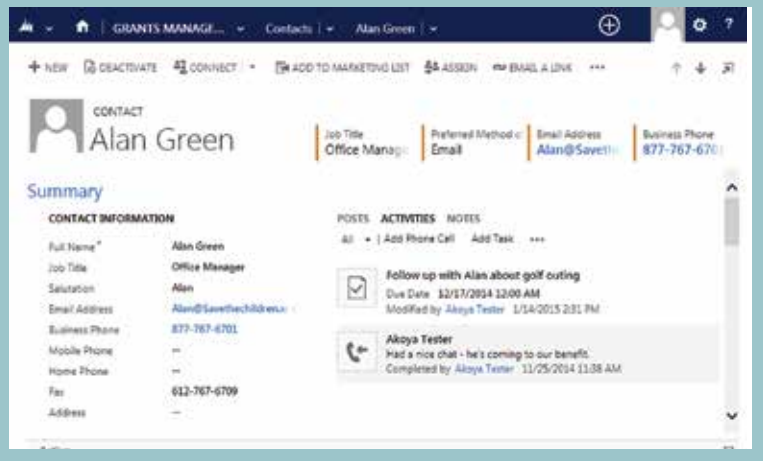 GRANTS MANAGE... Contacts Alan Green ?
NEW DEACTIVATE CONNECT ADD TO MARKETING LIST ASSIGN EMAIL A LINK ...
CONTACT
Alan Green
Job Title Preferred Method o Email Address Business Phone
Office Manage Email Alan@Saveth 877-767-670
Summary
CONTACT INFORMATION POSTS ACTIVITIES NOTES
All | Add Phone Call Add Task ...
Full Name* Alan Green
Job Title Office Manager
Salutation Alan
Email Address Alan@Savethechildren.
Business Phone 877-767-6701
Mobile Phone --
Home Phone --
Fax 612-767-6709
Address --
Follow up with Alan about golf outing
Due Date 12/17/2014 12:00 AM
Modified by Akoya Tester 1/14/2015 2:31 PM
Akoya Tester
Had a nice chat - he's coming to our benefit.
Completed by Akoya Tester 11/25/2014 11:38 AM